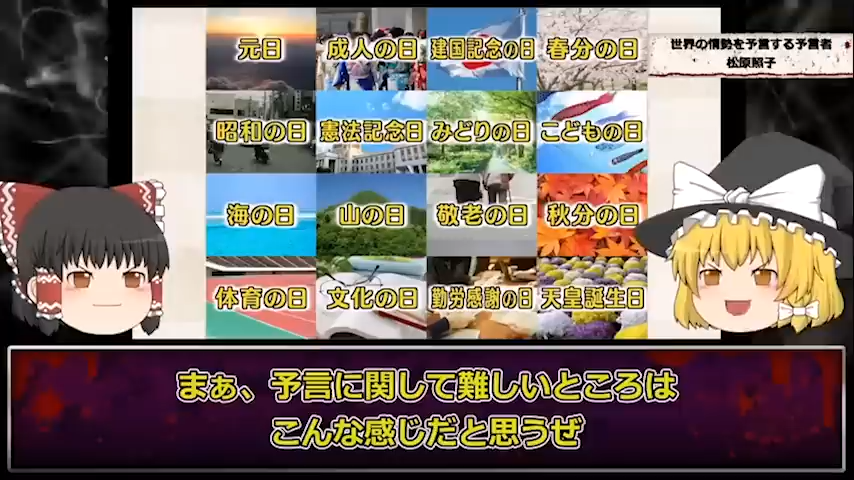 世界の情勢を予言する予言者
松原照子
元日
成人の日
建国記念の日
春分の日
昭和の日
憲法記念日
みどりの日
こどもの日
海の日
山の日
敬老の日
秋分の日
体育の日
文化の日
勤労感謝の日
天皇誕生日
まぁ、予言に関して難しいところは
こんな感じだと思うぜ